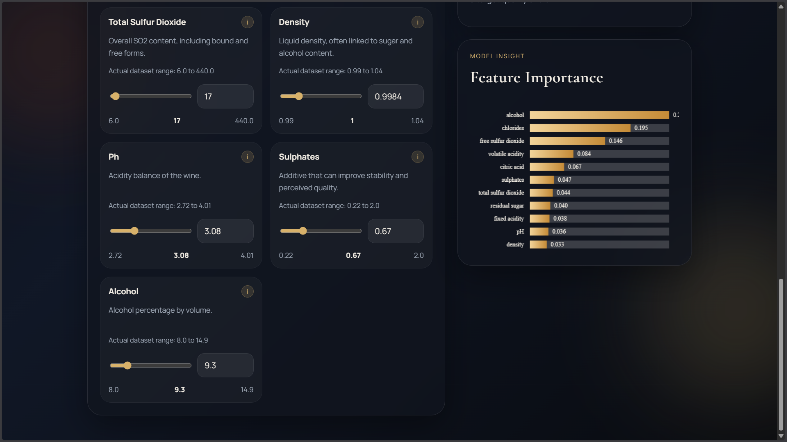 Total Sulfur Dioxide
i
Overall SO2 content, including bound and
free forms.
Actual dataset range: 6.0 to 440.0
17
6.0 17 440.0
Density
i
Liquid density, often linked to sugar and
alcohol content.
Actual dataset range: 0.99 to 1.04
0.9984
0.99 1 1.04
Ph
i
Acidity balance of the wine.
Actual dataset range: 2.72 to 4.01
3.08
2.72 3.08 4.01
Sulphates
i
Additive that can improve stability and
perceived quality.
Actual dataset range: 0.22 to 2.0
0.67
0.22 0.67 2.0
Alcohol
i
Alcohol percentage by volume.
Actual dataset range: 8.0 to 14.9
9.3
8.0 9.3 14.9
MODEL INSIGHT
Feature Importance
alcohol
chlorides 0.195
free sulfur dioxide 0.146
volatile acidity 0.084
citric acid 0.067
sulphates 0.047
total sulfur dioxide 0.044
residual sugar 0.040
fixed acidity 0.038
pH 0.036
density 0.033